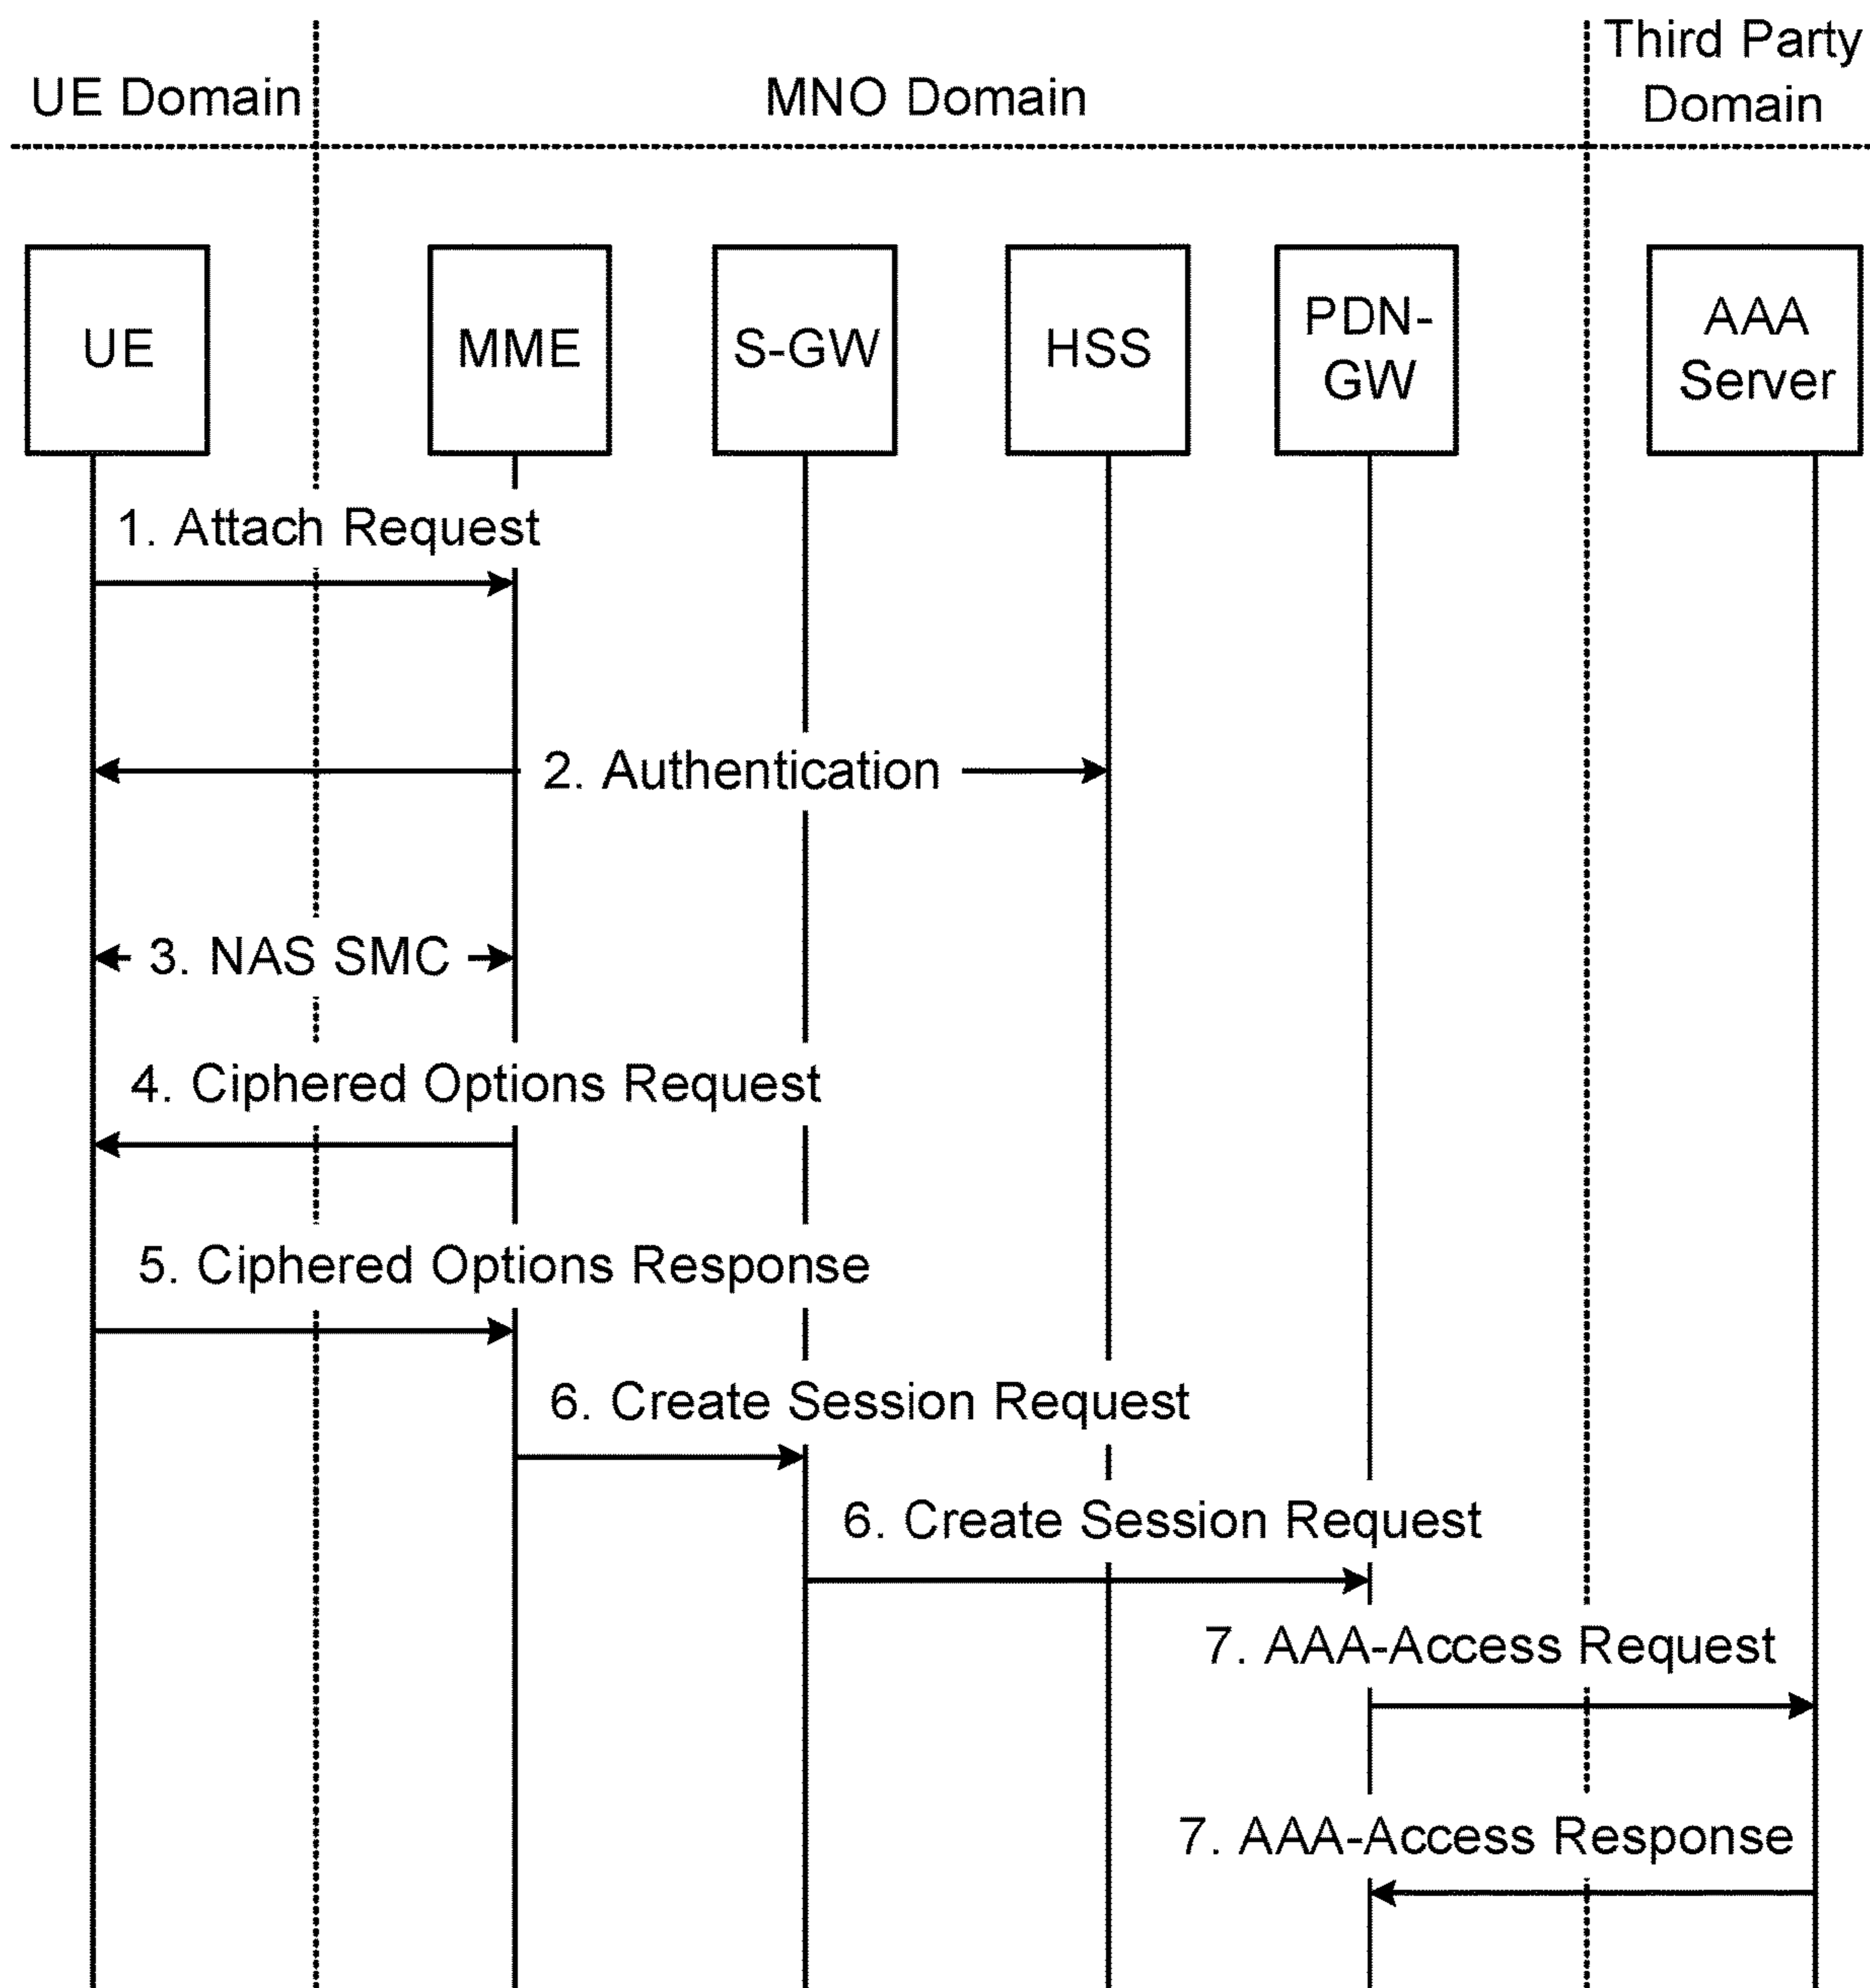 UE Domain
MNO Domain
Third Party
Domain
UE
MME
S-GW
HSS
PDN-
GW
AAA
Server
1. Attach Request
2. Authentication
3. NAS SMC
4. Ciphered Options Request
5. Ciphered Options Response
6. Create Session Request
6. Create Session Request
7. AAA-Access Request
7. AAA-Access Response